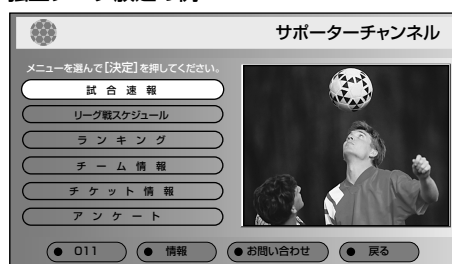 サポーターチャンネル
メニューを選んで[決定]を押してください。
試合速報
リーグ戦スケジュール
ランキング
チーム情報
チケット情報
アンケート
● 011 ● 情報 ● お問い合わせ ● 戻る